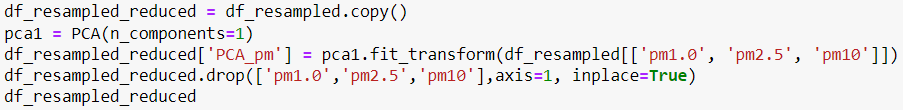 df_resampled_reduced = df_resampled.copy()
pca1 = PCA(n_components=1)
df_resampled_reduced['PCA_pm'] = pca1.fit_transform(df_resampled[['pm1.0', 'pm2.5', 'pm10']])
df_resampled_reduced.drop(['pm1.0','pm2.5','pm10'],axis=1, inplace=True)
df_resampled_reduced